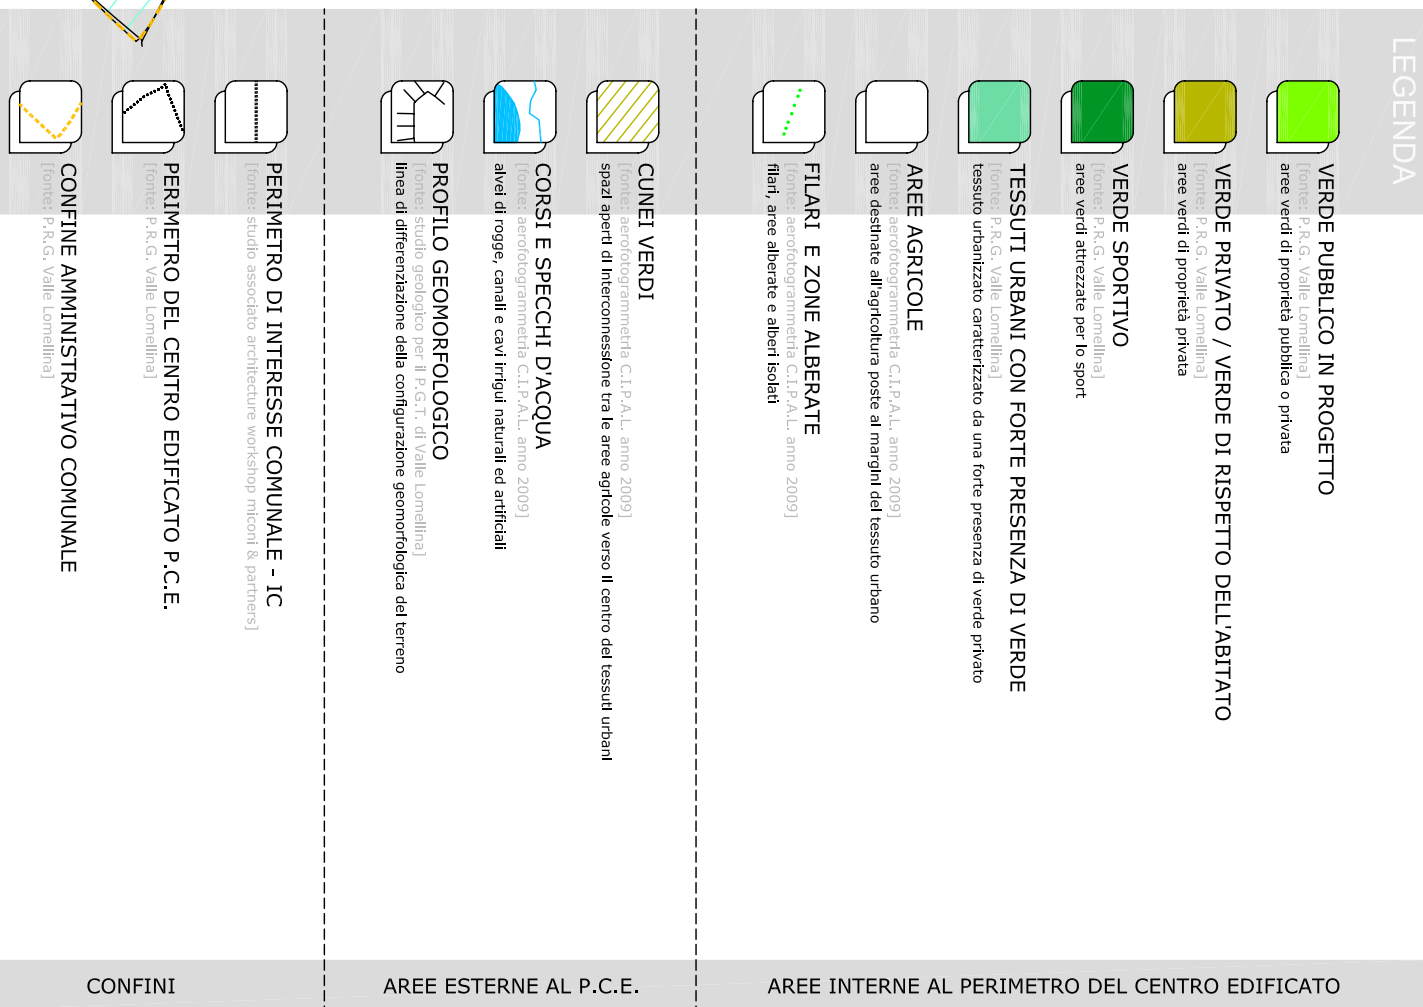 LEGENDA
VERDE PUBBLICO IN PROGETTO
[fonte: P.R.G. Valle Lomellina]
aree verdi di proprietà pubblica o privata
VERDE PRIVATO / VERDE DI RISPETTO DELL'ABITATO
[fonte: P.R.G. Valle Lomellina]
aree verdi di proprietà privata
VERDE SPORTIVO
[fonte: P.R.G. Valle Lomellina]
aree verdi attrezzate per lo sport
TESSUTI URBANI CON FORTE PRESENZA DI VERDE
[fonte: P.R.G. Valle Lomellina]
tessuto urbanizzato caratterizzato da una forte presenza di verde privato
AREE AGRICOLE
[fonte: aerofotogrammetria C.I.P.A.L. anno 2009]
aree destinate all'agricoltura poste ai margini del tessuto urbano
FILARI E ZONE ALBERATE
[fonte: aerofotogrammetria C.I.P.A.L. anno 2009]
filari, aree alberate e alberi isolati
AREE INTERNE AL PERIMETRO DEL CENTRO EDIFICATO
CUNEI VERDI
[fonte: aerofotogrammetria C.I.P.A.L. anno 2009]
spazi aperti di interconnessione tra le aree agricole verso il centro dei tessuti urbani
CORSI E SPECCHI D'ACQUA
[fonte: aerofotogrammetria C.I.P.A.L. anno 2009]
alvei di rogge, canali e cavi irrigui naturali ed artificiali
PROFILO GEOMORFOLOGICO
[fonte: studio geologico per il P.G.T. di Valle Lomellina]
linea di differenziazione della configurazione geomorfologica del terreno
AREE ESTERNE AL P.C.E.
PERIMETRO DI INTERESSE COMUNALE - IC
[fonte: studio associato architecture workshop miconi & partners]
PERIMETRO DEL CENTRO EDIFICATO P.C.E.
[fonte: P.R.G. Valle Lomellina]
CONFINE AMMINISTRATIVO COMUNALE
[fonte: P.R.G. Valle Lomellina]
CONFINI